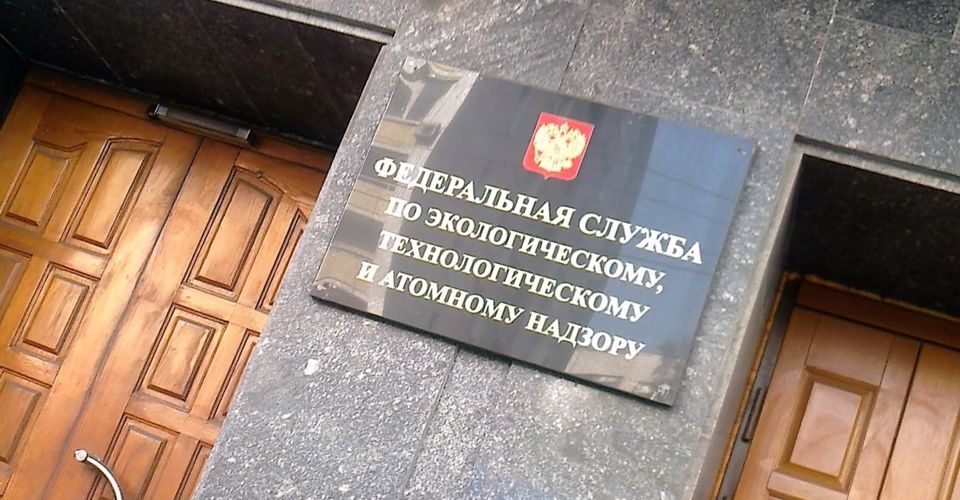 ФЕДЕРАЛЬНАЯ СЛУЖБА
ПО ЭКОЛОГИЧЕСКОМУ,
ТЕХНОЛОГИЧЕСКОМУ
И АТОМНОМУ НАДЗОРУ